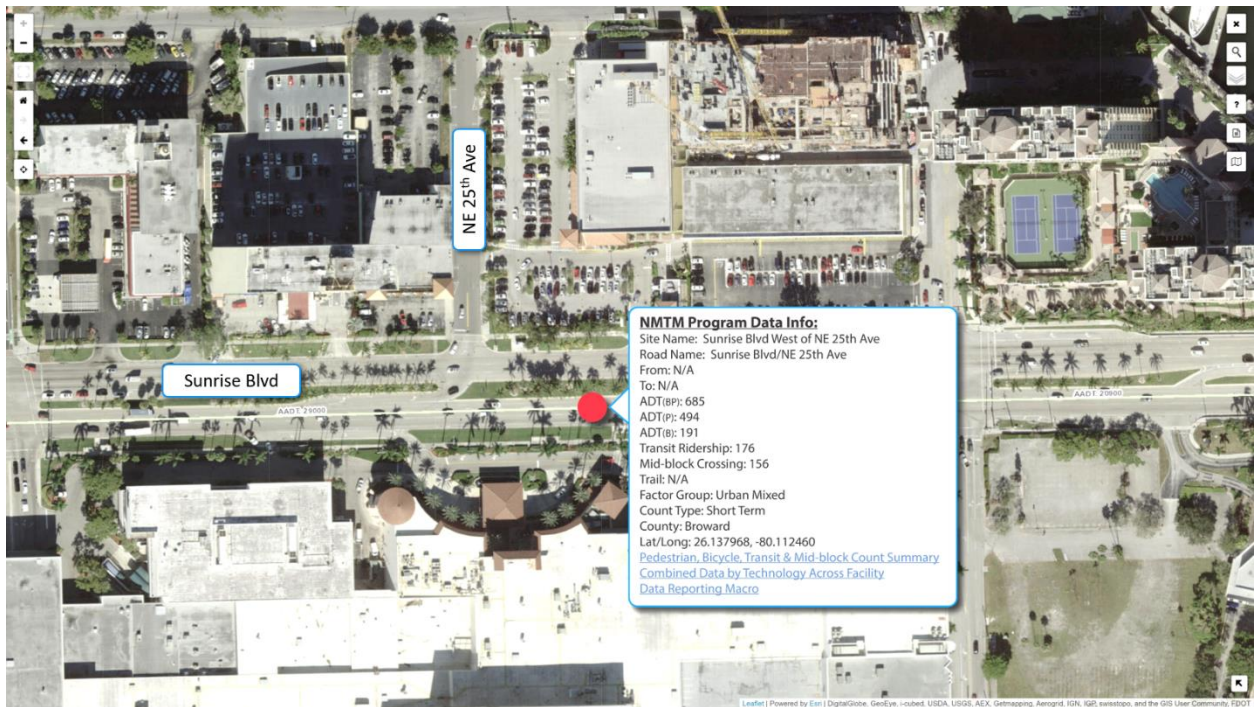 NE 25th Ave
Sunrise Blvd
AADT: 29000
AADT: 20900
NMTM Program Data Info:
Site Name: Sunrise Blvd West of NE 25th Ave
Road Name: Sunrise Blvd/NE 25th Ave
From: N/A
To: N/A
ADT(BP): 685
ADT(P): 494
ADT(B): 191
Transit Ridership: 176
Mid-block Crossing: 156
Trail: N/A
Factor Group: Urban Mixed
Count Type: Short Term
County: Broward
Lat/Long: 26.137968, -80.112460
Pedestrian, Bicycle, Transit & Mid-block Count Summary
Combined Data by Technology Across Facility
Data Reporting Macro
Leaflet | Powered by Esri | DigitalGlobe, GeoEye, i-cubed, USDA, USGS, AEX, Getmapping, Aerogrid, IGN, IGP, swisstopo, and the GIS User Community, FDOT